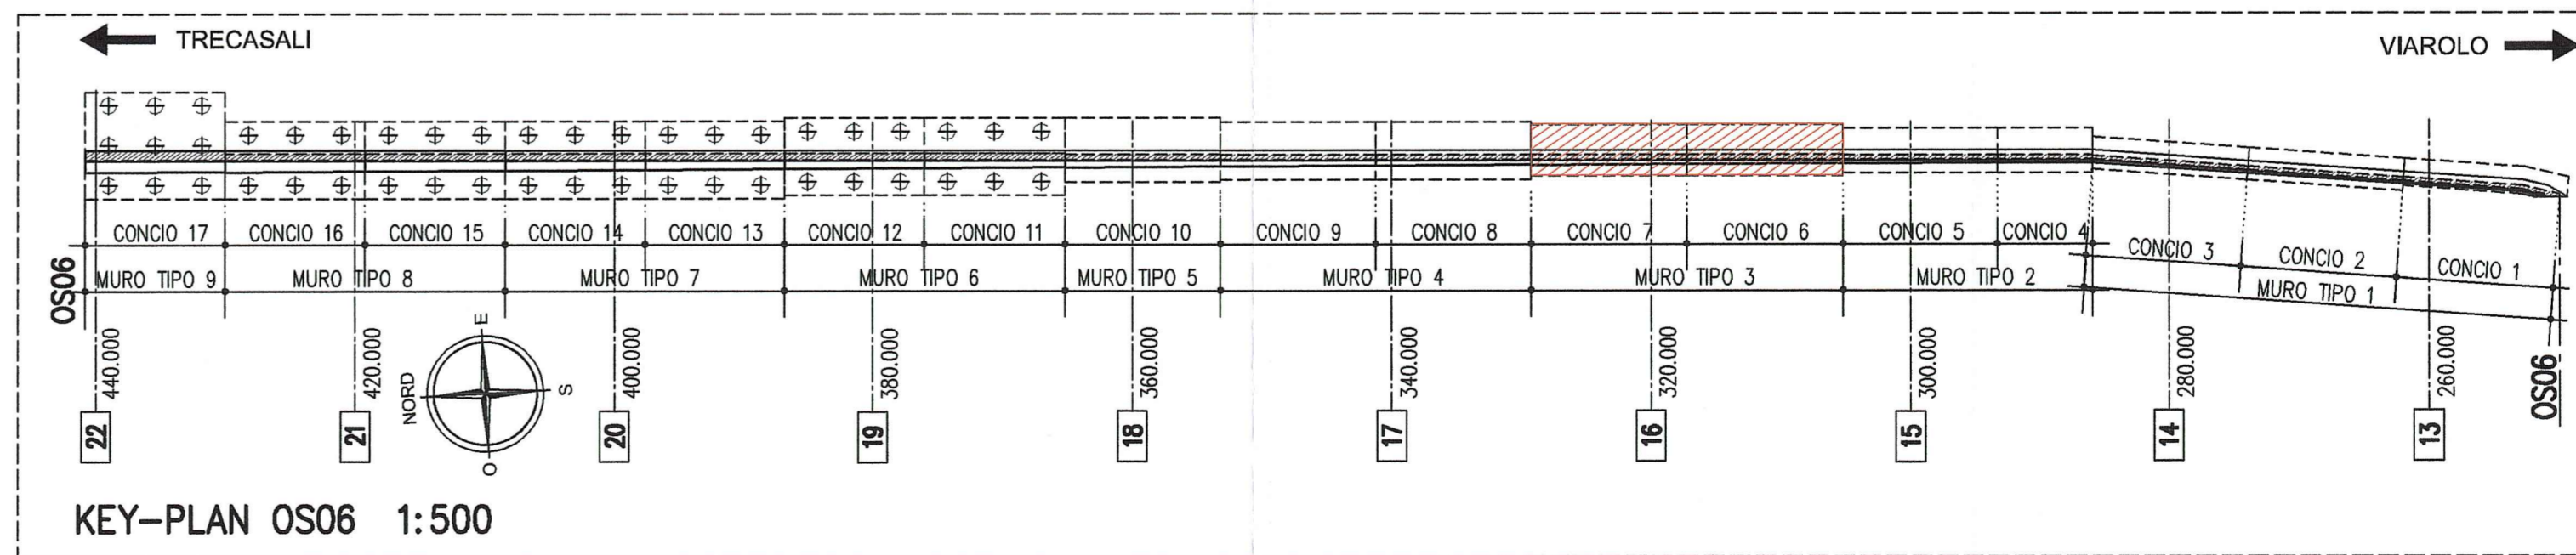 TRECASALI
VIAROLO
CONCIO 17 CONCIO 16 CONCIO 15 CONCIO 14 CONCIO 13 CONCIO 12 CONCIO 11 CONCIO 10 CONCIO 9 CONCIO 8 CONCIO 7 CONCIO 6 CONCIO 5 CONCIO 4 CONCIO 3 CONCIO 2 CONCIO 1
OS06
MURO TIPO 9 MURO TIPO 8 MURO TIPO 7 MURO TIPO 6 MURO TIPO 5 MURO TIPO 4 MURO TIPO 3 MURO TIPO 2 MURO TIPO 1
440.000 420.000 400.000 380.000 360.000 340.000 320.000 300.000 280.000 260.000
OS06
E
NORD
S
O
22 21 20 19 18 17 16 15 14 13
KEY-PLAN OS06 1:500